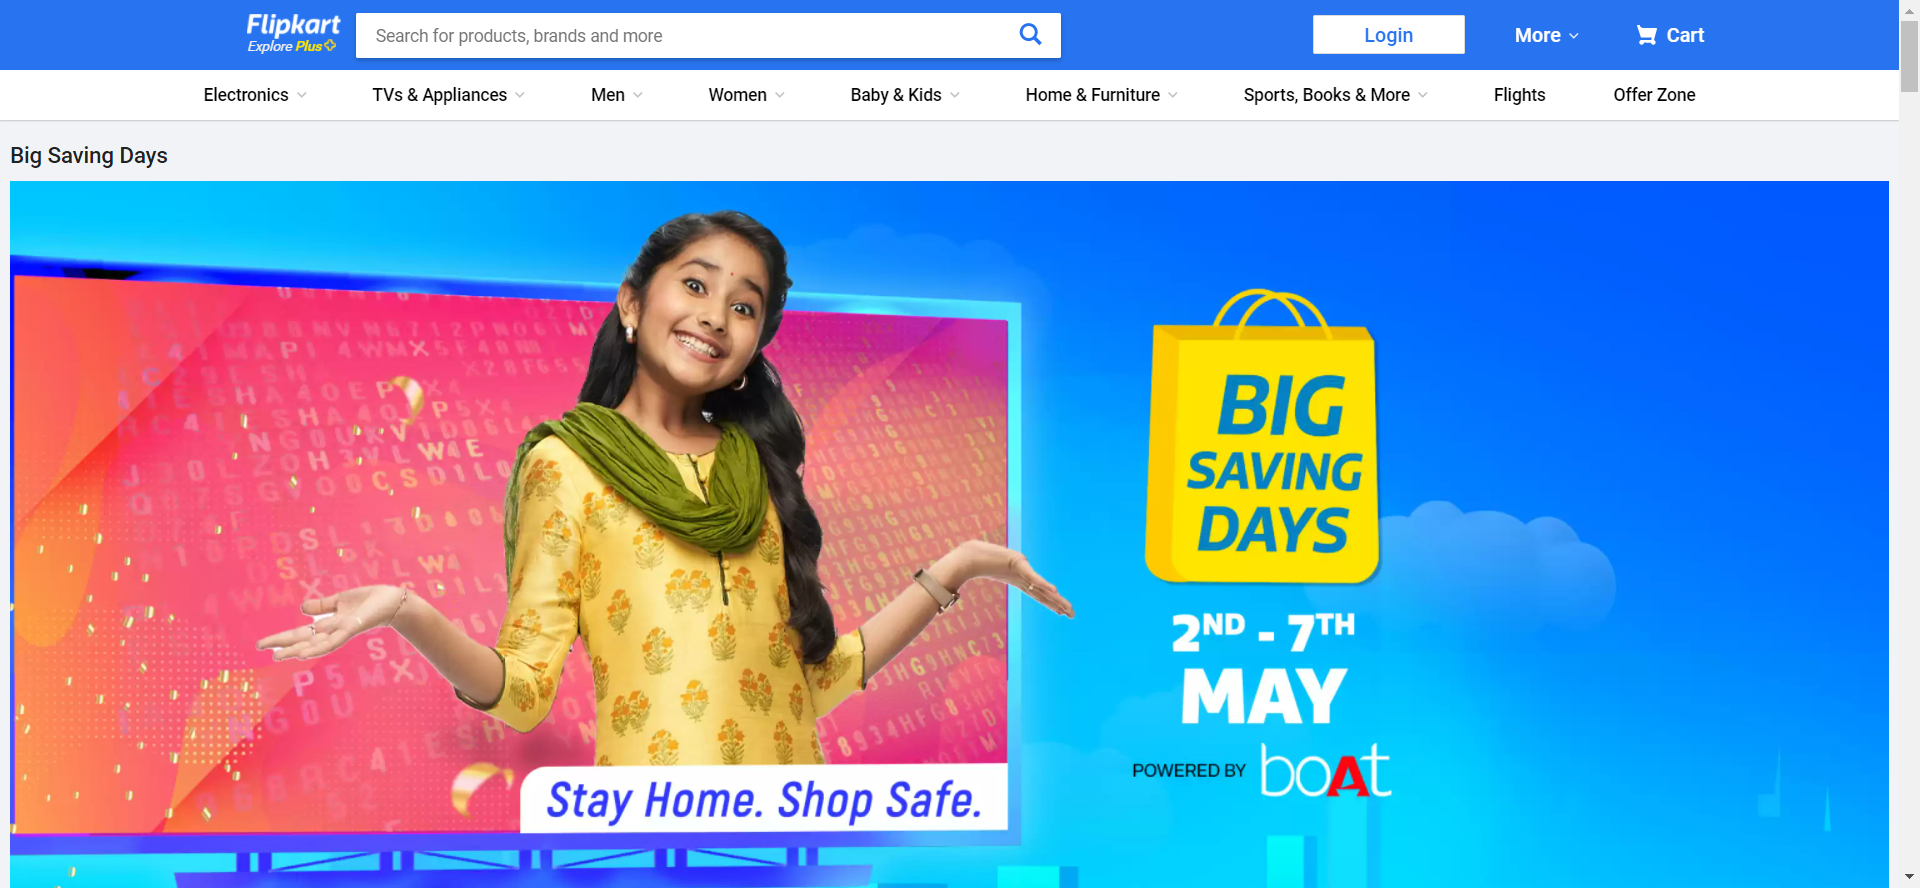 Flipkart
Explore Plus
Search for products, brands and more
Login
More
Cart
Electronics
TVs & Appliances
Men
Women
Baby & Kids
Home & Furniture
Sports, Books & More
Flights
Offer Zone
Big Saving Days
BIG
SAVING
DAYS
2ND - 7TH
MAY
POWERED BY boAt
Stay Home. Shop Safe.